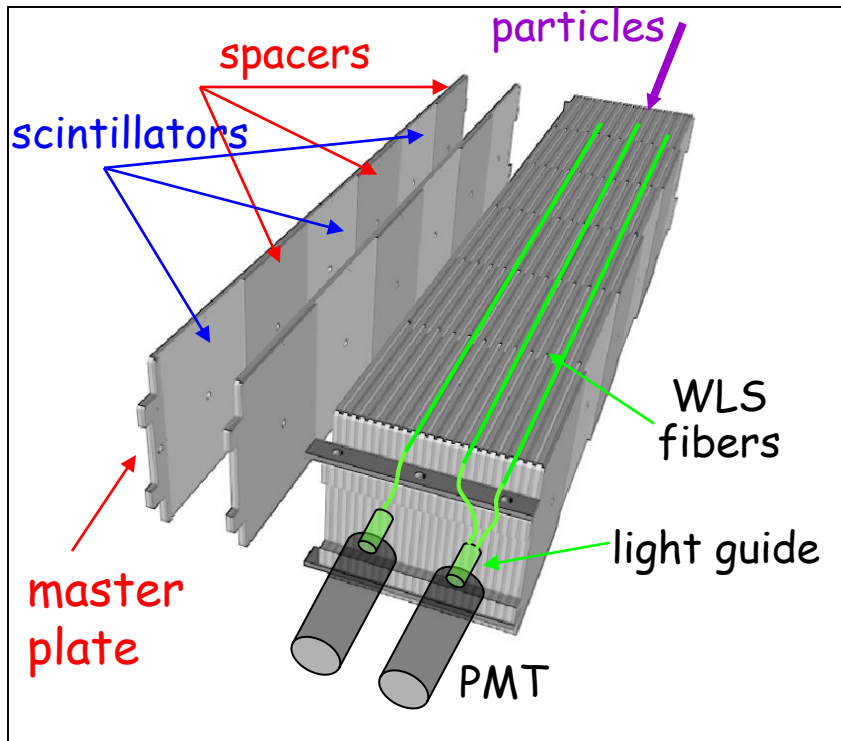 particles
spacers
scintillators
WLS
fibers
light guide
master
plate
PMT